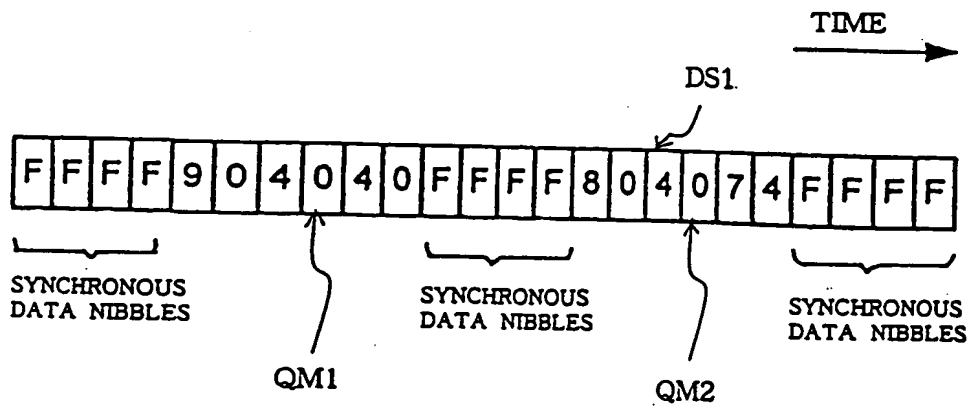 TIME
DS1
F F F F 9 0 4 0 4 0 F F F F 8 0 4 0 7 4 F F F F
SYNCHRONOUS
DATA NIBBLES
SYNCHRONOUS
DATA NIBBLES
SYNCHRONOUS
DATA NIBBLES
QM1
QM2